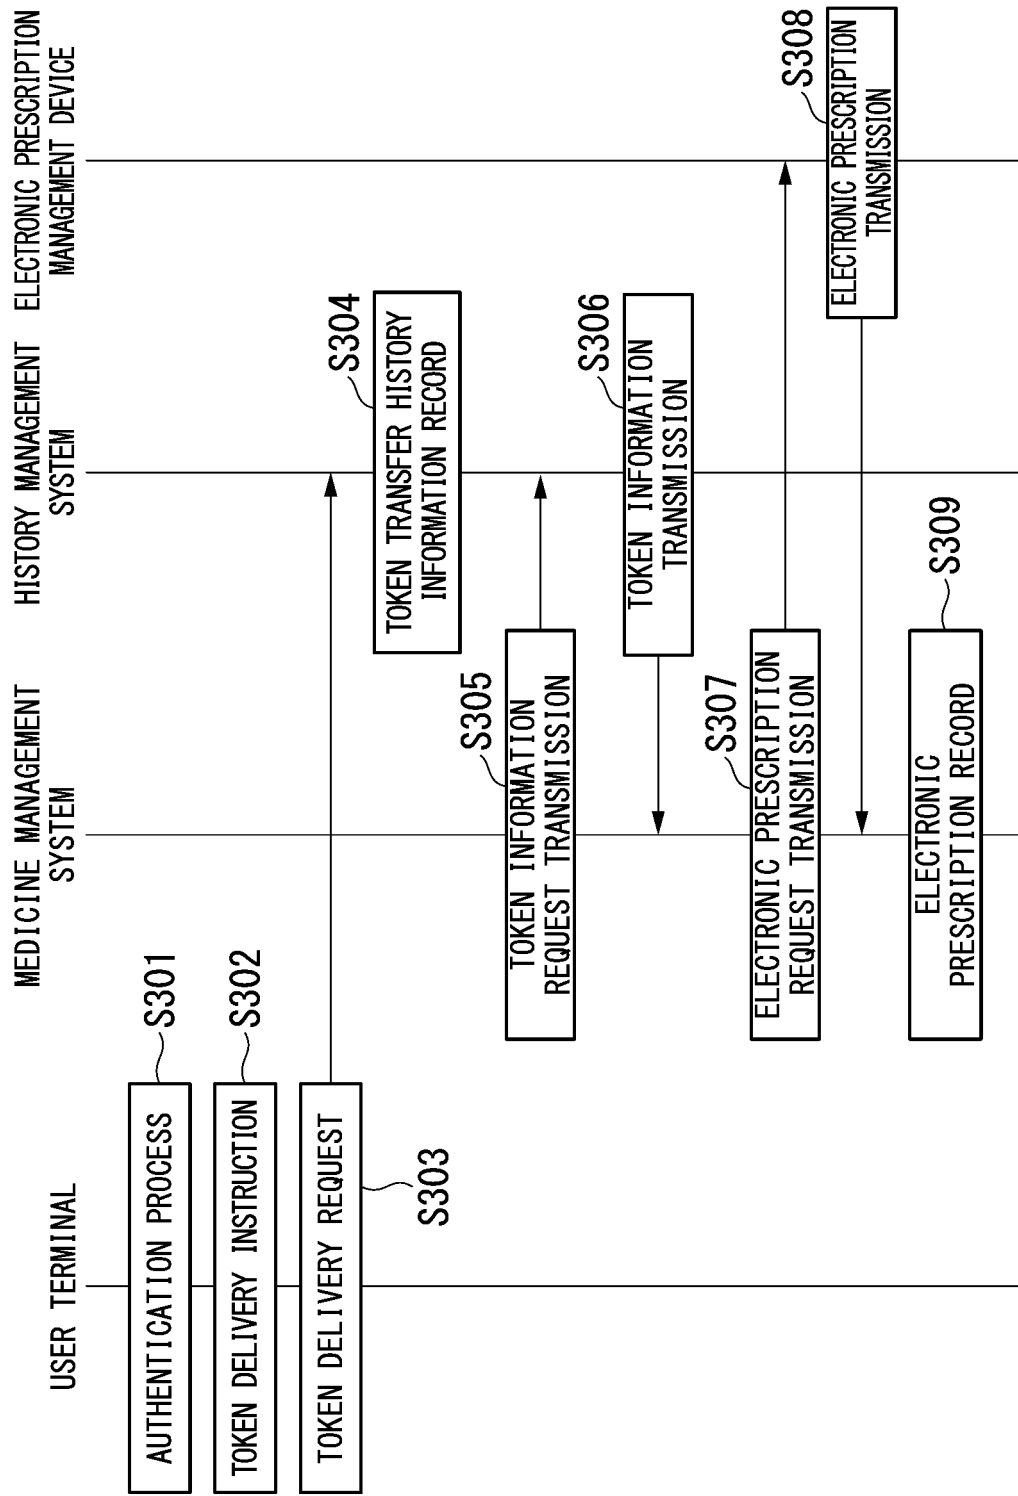 USER TERMINAL
MEDICINE MANAGEMENT
SYSTEM
HISTORY MANAGEMENT
SYSTEM
ELECTRONIC PRESCRIPTION
MANAGEMENT DEVICE
S301
AUTHENTICATION PROCESS
S302
TOKEN DELIVERY INSTRUCTION
TOKEN DELIVERY REQUEST
S303
S304
TOKEN TRANSFER HISTORY
INFORMATION RECORD
S305
TOKEN INFORMATION
REQUEST TRANSMISSION
S306
TOKEN INFORMATION
TRANSMISSION
S307
ELECTRONIC PRESCRIPTION
REQUEST TRANSMISSION
S308
ELECTRONIC PRESCRIPTION
TRANSMISSION
S309
ELECTRONIC
PRESCRIPTION RECORD